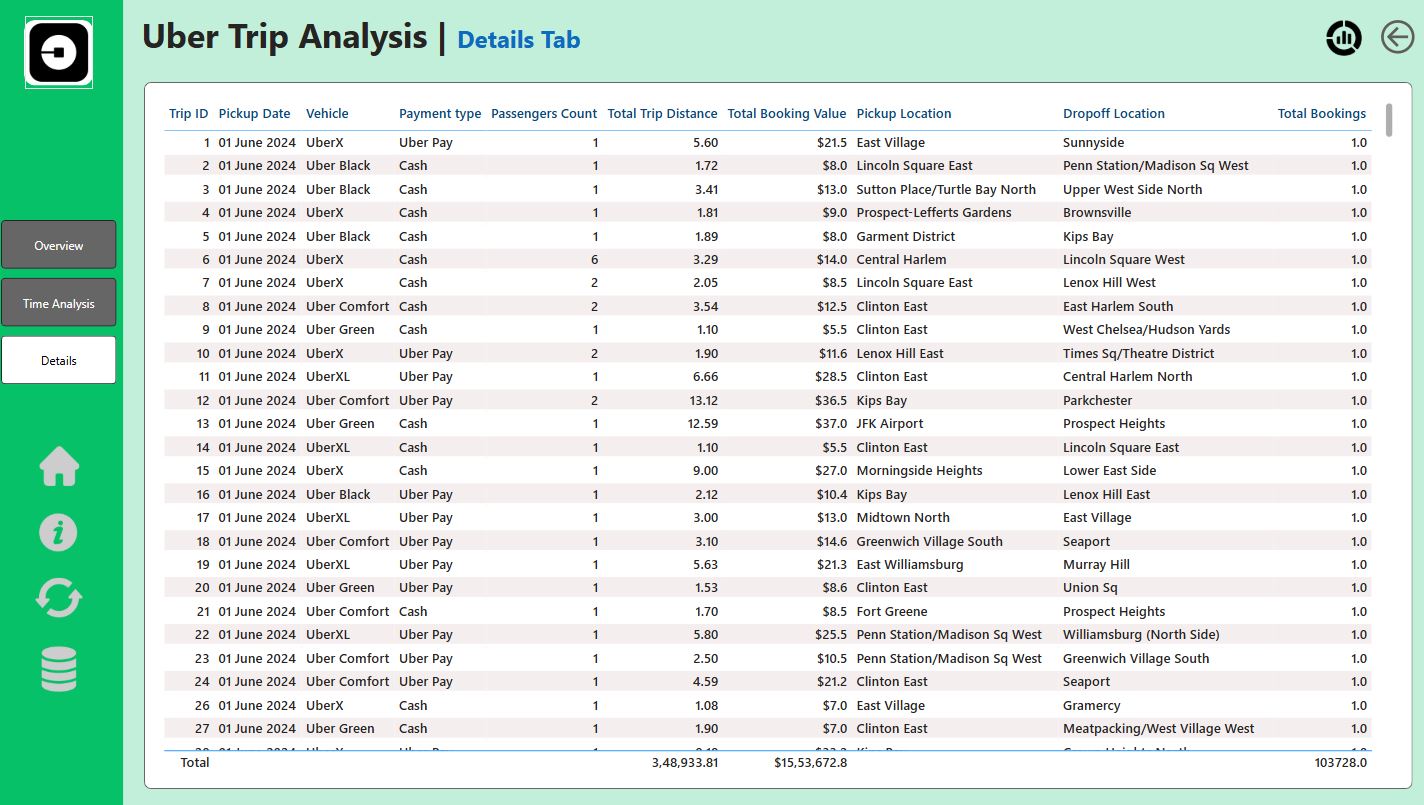 Uber Trip Analysis | Details Tab
Overview
Time Analysis
Details
Trip ID Pickup Date Vehicle Payment type Passengers Count Total Trip Distance Total Booking Value Pickup Location Dropoff Location Total Bookings
1 01 June 2024 UberX Uber Pay 1 5.60 $21.5 East Village Sunnyside 1.0
2 01 June 2024 Uber Black Cash 1 1.72 $8.0 Lincoln Square East Penn Station/Madison Sq West 1.0
3 01 June 2024 Uber Black Cash 1 3.41 $13.0 Sutton Place/Turtle Bay North Upper West Side North 1.0
4 01 June 2024 UberX Cash 1 1.81 $9.0 Prospect-Lefferts Gardens Brownsville 1.0
5 01 June 2024 Uber Black Cash 1 1.89 $8.0 Garment District Kips Bay 1.0
6 01 June 2024 UberX Cash 6 3.29 $14.0 Central Harlem Lincoln Square West 1.0
7 01 June 2024 UberX Cash 2 2.05 $8.5 Lincoln Square East Lenox Hill West 1.0
8 01 June 2024 Uber Comfort Cash 2 3.54 $12.5 Clinton East East Harlem South 1.0
9 01 June 2024 Uber Green Cash 1 1.10 $5.5 Clinton East West Chelsea/Hudson Yards 1.0
10 01 June 2024 UberX Uber Pay 2 1.90 $11.6 Lenox Hill East Times Sq/Theatre District 1.0
11 01 June 2024 UberXL Uber Pay 1 6.66 $28.5 Clinton East Central Harlem North 1.0
12 01 June 2024 Uber Comfort Uber Pay 2 13.12 $36.5 Kips Bay Parkchester 1.0
13 01 June 2024 Uber Green Cash 1 12.59 $37.0 JFK Airport Prospect Heights 1.0
14 01 June 2024 UberXL Cash 1 1.10 $5.5 Clinton East Lincoln Square East 1.0
15 01 June 2024 UberX Cash 1 9.00 $27.0 Morningside Heights Lower East Side 1.0
16 01 June 2024 Uber Black Uber Pay 1 2.12 $10.4 Kips Bay Lenox Hill East 1.0
17 01 June 2024 UberXL Uber Pay 1 3.00 $13.0 Midtown North East Village 1.0
18 01 June 2024 Uber Comfort Uber Pay 1 3.10 $14.6 Greenwich Village South Seaport 1.0
19 01 June 2024 UberXL Uber Pay 1 5.63 $21.3 East Williamsburg Murray Hill 1.0
20 01 June 2024 Uber Green Uber Pay 1 1.53 $8.6 Clinton East Union Sq 1.0
21 01 June 2024 Uber Comfort Cash 1 1.70 $8.5 Fort Greene Prospect Heights 1.0
22 01 June 2024 UberXL Uber Pay 1 5.80 $25.5 Penn Station/Madison Sq West Williamsburg (North Side) 1.0
23 01 June 2024 Uber Comfort Uber Pay 1 2.50 $10.5 Penn Station/Madison Sq West Greenwich Village South 1.0
24 01 June 2024 Uber Comfort Uber Pay 1 4.59 $21.2 Clinton East Seaport 1.0
26 01 June 2024 UberX Cash 1 1.08 $7.0 East Village Gramercy 1.0
27 01 June 2024 Uber Green Cash 1 1.90 $7.0 Clinton East Meatpacking/West Village West 1.0
Total 3,48,933.81 $15,53,672.8 103728.0